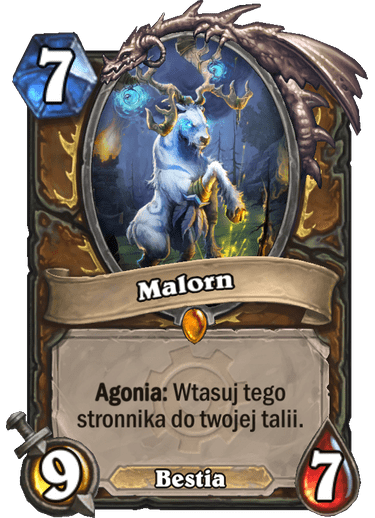 7
Malorn
Agonia: Wtasuj tego
stronnika do twojej talii.
9
Bestia
7